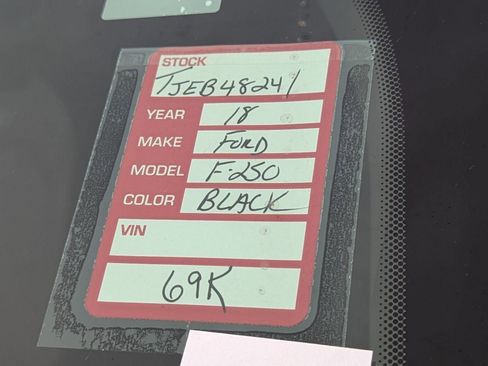 STOCK
TJEB48241
YEAR 18
MAKE FORD
MODEL F-250
COLOR BLACK
VIN
69K